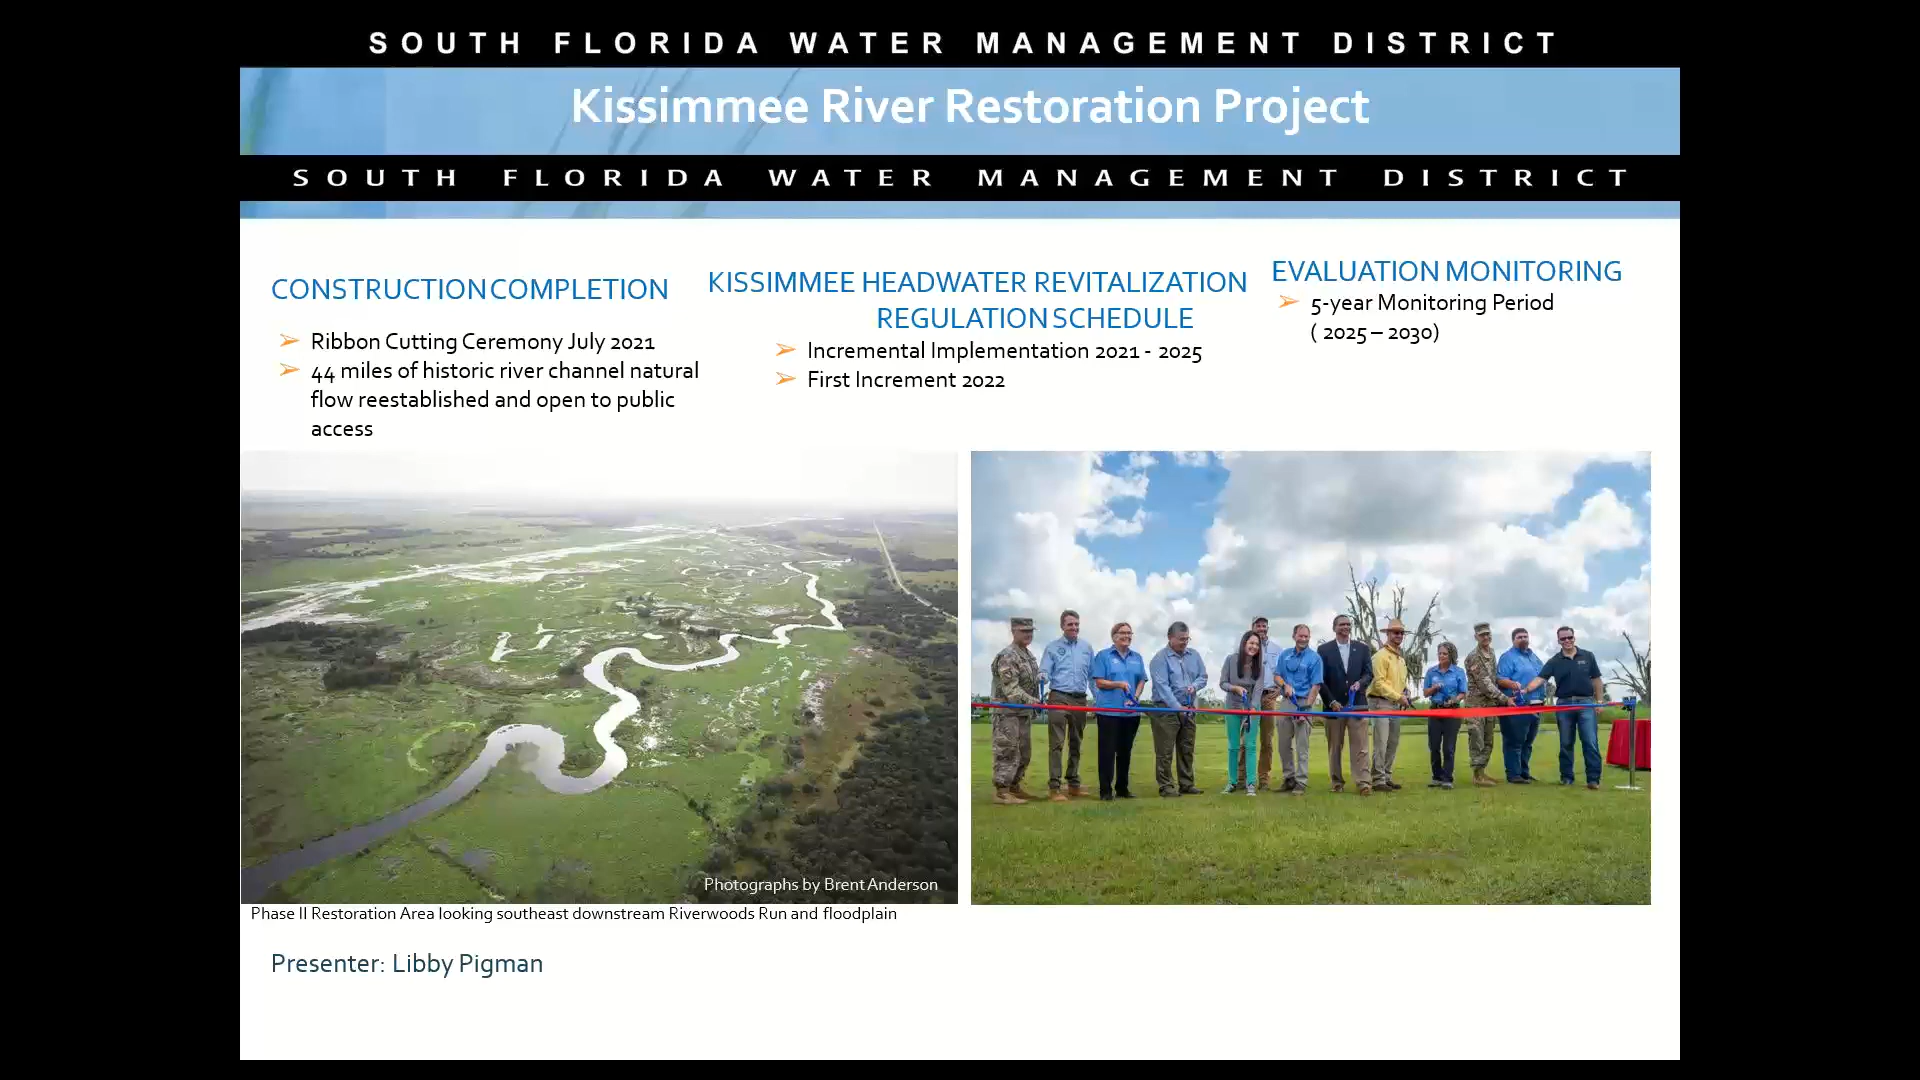 SOUTH FLORIDA WATER MANAGEMENT DISTRICT
Kissimmee River Restoration Project
SOUTH FLORIDA WATER MANAGEMENT DISTRICT
CONSTRUCTION COMPLETION
➢ Ribbon Cutting Ceremony July 2021
➢ 44 miles of historic river channel natural
flow reestablished and open to public
access
KISSIMMEE HEADWATER REVITALIZATION
REGULATION SCHEDULE
➢ Incremental Implementation 2021 - 2025
➢ First Increment 2022
EVALUATION MONITORING
➢ 5-year Monitoring Period
( 2025 – 2030)
Photographs by Brent Anderson
Phase II Restoration Area looking southeast downstream Riverwoods Run and floodplain
Presenter: Libby Pigman